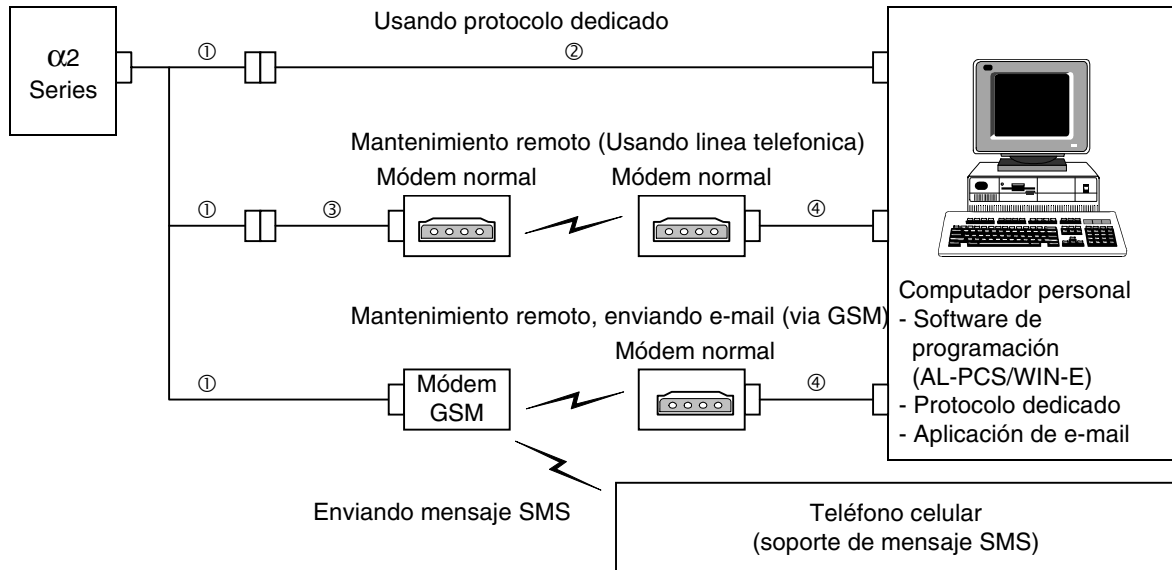 Usando protocolo dedicado
α2
Series
①
②
Mantenimiento remoto (Usando linea telefonica)
Módem normal
Módem normal
①
③
④
Mantenimiento remoto, enviando e-mail (via GSM)
Módem normal
①
Módem
GSM
④
Computador personal
- Software de
programación
(AL-PCS/WIN-E)
- Protocolo dedicado
- Aplicación de e-mail
Enviando mensaje SMS
Teléfono celular
(soporte de mensaje SMS)